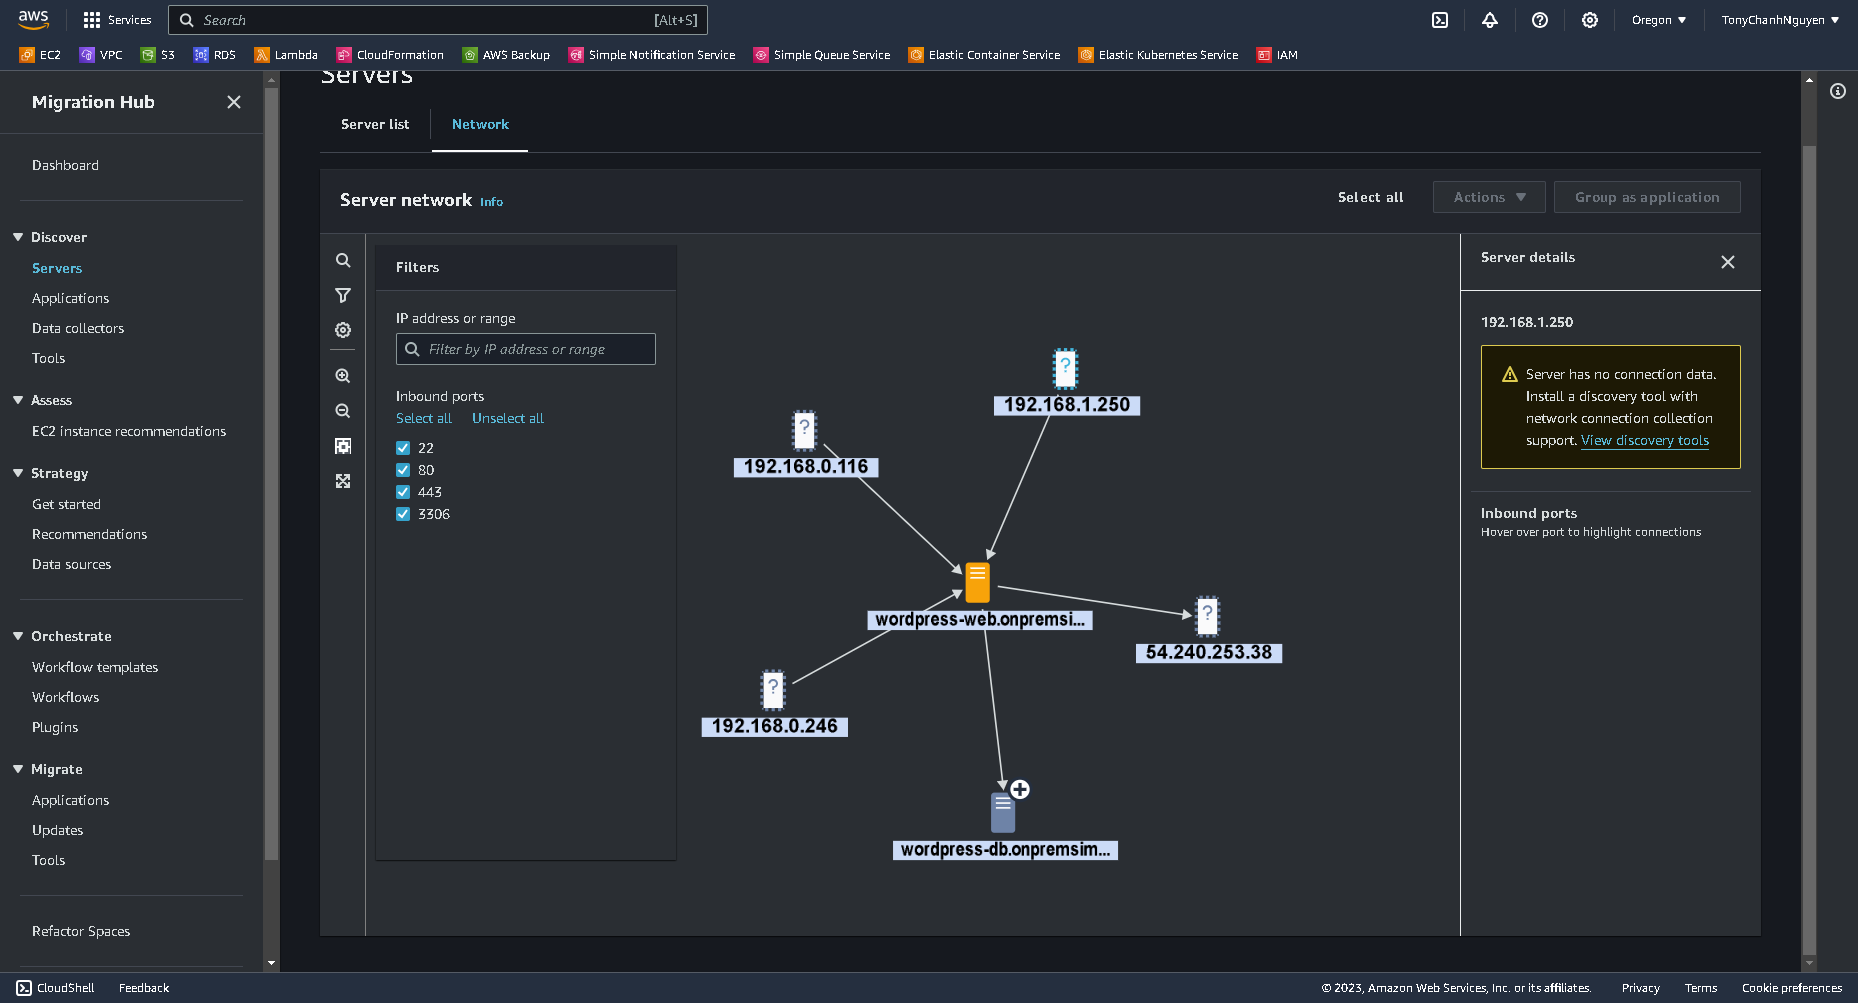 aws
Services
Search
[Alt+S]
Oregon ▼
TonyChanhNguyen ▼
EC2
VPC
S3
RDS
Lambda
CloudFormation
AWS Backup
Simple Notification Service
Simple Queue Service
Elastic Container Service
Elastic Kubernetes Service
IAM
Migration Hub
Dashboard
Discover
Servers
Applications
Data collectors
Tools
Assess
EC2 instance recommendations
Strategy
Get started
Recommendations
Data sources
Orchestrate
Workflow templates
Workflows
Plugins
Migrate
Applications
Updates
Tools
Refactor Spaces
Servers
Server list
Network
Server network Info
Select all
Actions ▼
Group as application
Filters
IP address or range
Filter by IP address or range
Inbound ports
Select all
Unselect all
22
80
443
3306
?
192.168.1.250
?
192.168.0.116
wordpress-web.onpremsi...
?
54.240.253.38
?
192.168.0.246
wordpress-db.onpremsim...
Server details
192.168.1.250
Server has no connection data.
Install a discovery tool with
network connection collection
support. View discovery tools
Inbound ports
Hover over port to highlight connections
CloudShell
Feedback
© 2023, Amazon Web Services, Inc. or its affiliates.
Privacy
Terms
Cookie preferences